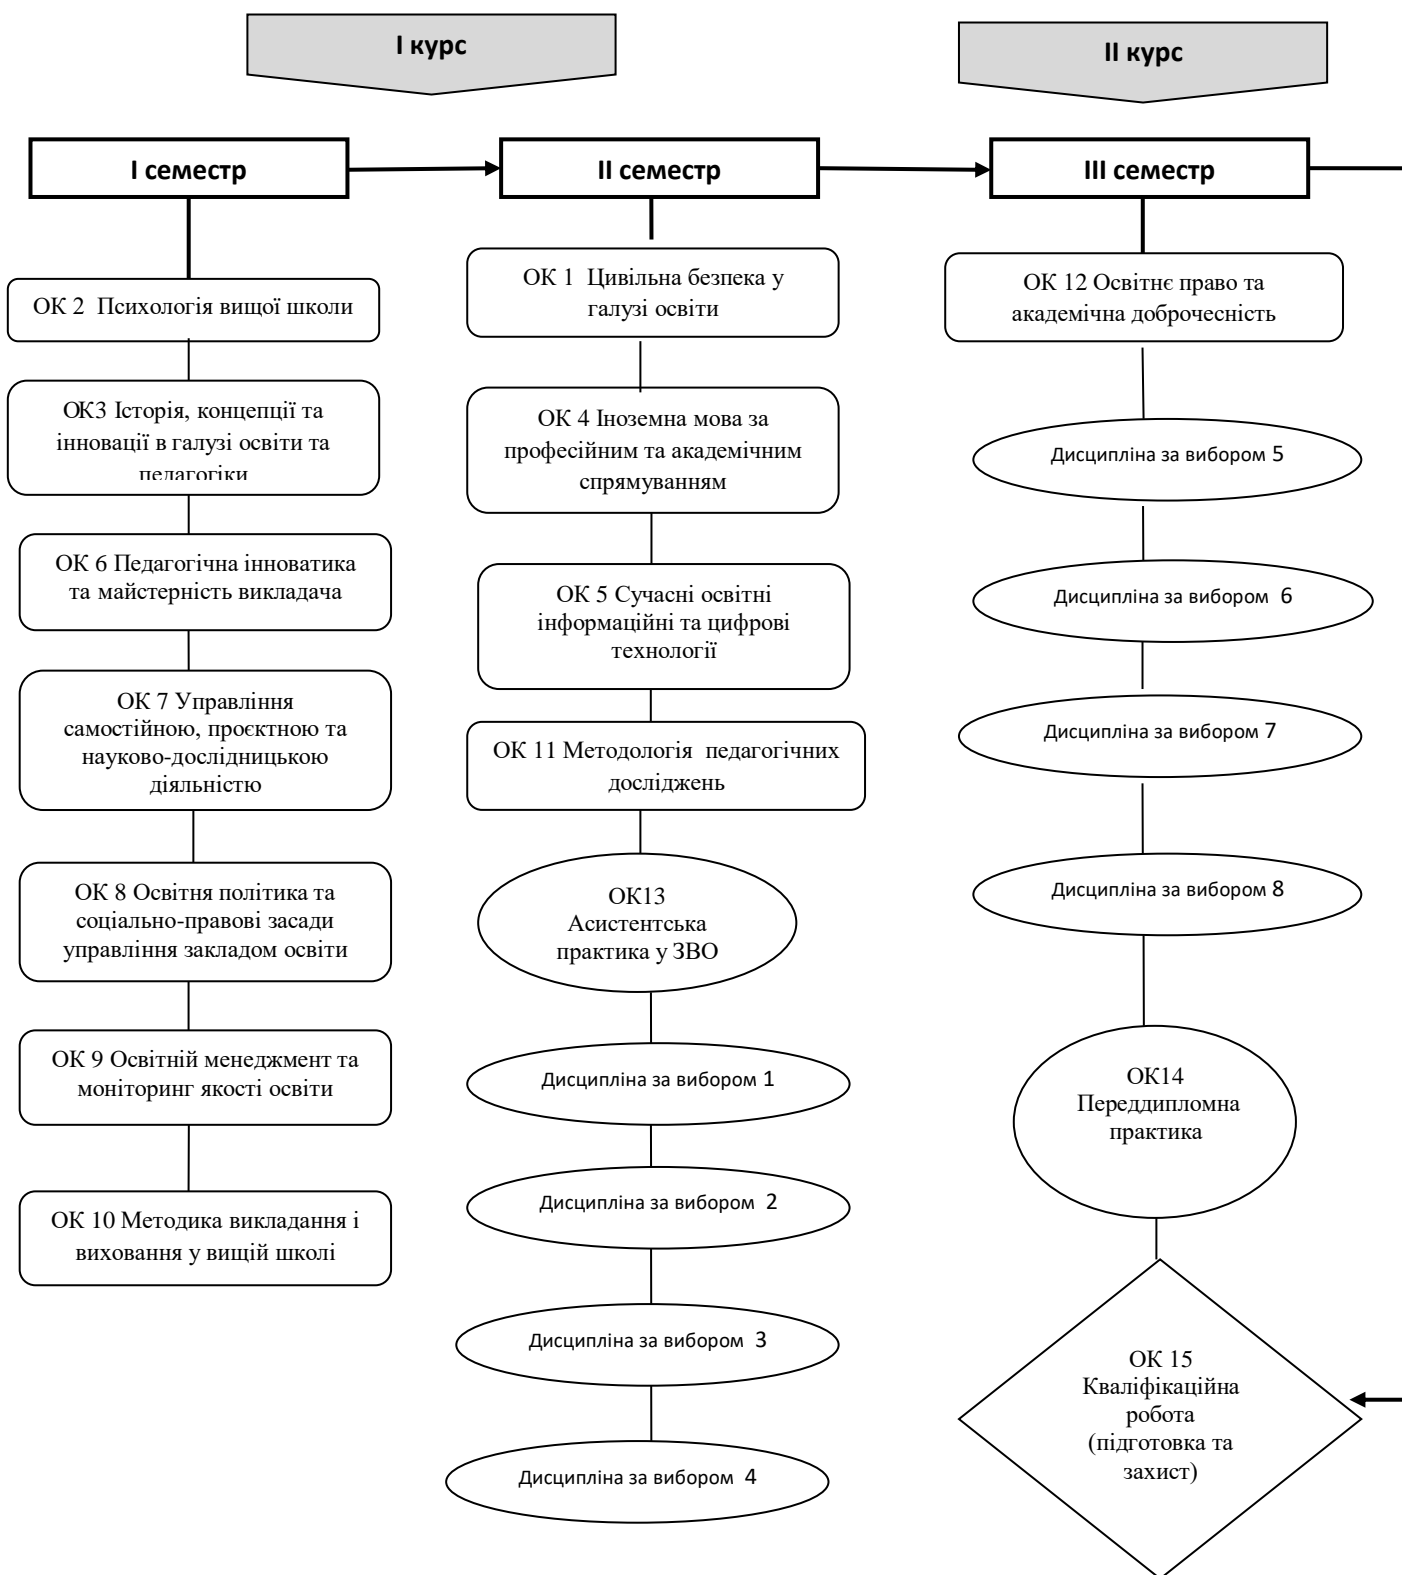 І курс
ІІ курс
І семестр
ІІ семестр
ІІІ семестр
ОК 2 Психологія вищої школи
ОК3 Історія, концепції та
інновації в галузі освіти та
педагогіки
ОК 6 Педагогічна інноватика
та майстерність викладача
ОК 7 Управління
самостійною, проєктною та
науково-дослідницькою
діяльністю
ОК 8 Освітня політика та
соціально-правові засади
управління закладом освіти
ОК 9 Освітній менеджмент та
моніторинг якості освіти
ОК 10 Методика викладання і
виховання у вищій школі
ОК 1 Цивільна безпека у
галузі освіти
ОК 4 Іноземна мова за
професійним та академічним
спрямуванням
ОК 5 Сучасні освітні
інформаційні та цифрові
технології
ОК 11 Методологія педагогічних
досліджень
ОК13
Асистентська
практика у ЗВО
Дисципліна за вибором 1
Дисципліна за вибором 2
Дисципліна за вибором 3
Дисципліна за вибором 4
ОК 12 Освітнє право та
академічна доброчесність
Дисципліна за вибором 5
Дисципліна за вибором 6
Дисципліна за вибором 7
Дисципліна за вибором 8
ОК14
Переддипломна
практика
ОК 15
Кваліфікаційна
робота
(підготовка та
захист)